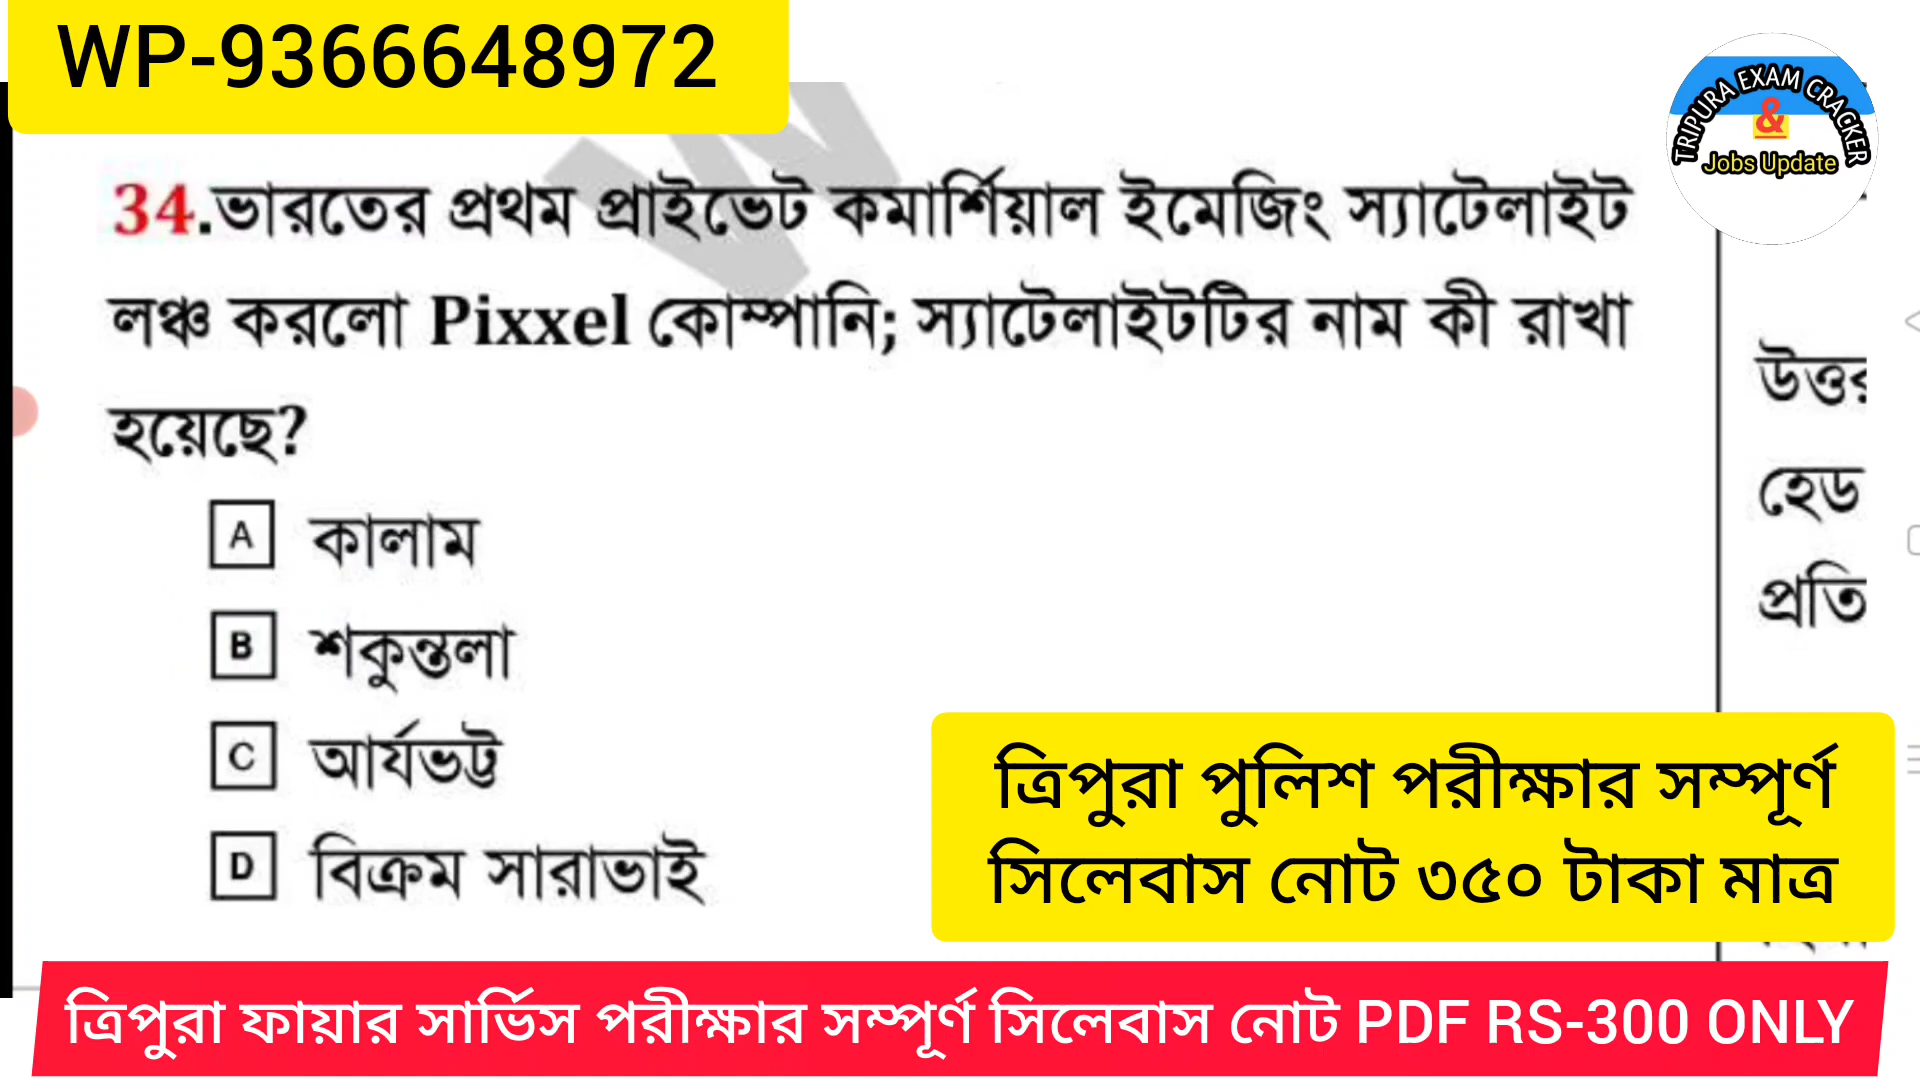 WP-9366648972
TRIPURA EXAM CRACKER
&
Jobs Update
34.ভারতের প্রথম প্রাইভেট কমার্শিয়াল ইমেজিং স্যাটেলাইট
লঞ্চ করলো Pixxel কোম্পানি; স্যাটেলাইটটির নাম কী রাখা
হয়েছে?
A কালাম
B শকুন্তলা
C আর্যভট্ট
D বিক্রম সারাভাই
হেড
প্রতি
ত্রিপুরা পুলিশ পরীক্ষার সম্পূর্ণ
সিলেবাস নোট ৩৫০ টাকা মাত্র
ত্রিপুরা ফায়ার সার্ভিস পরীক্ষার সম্পূর্ণ সিলেবাস নোট PDF RS-300 ONLY